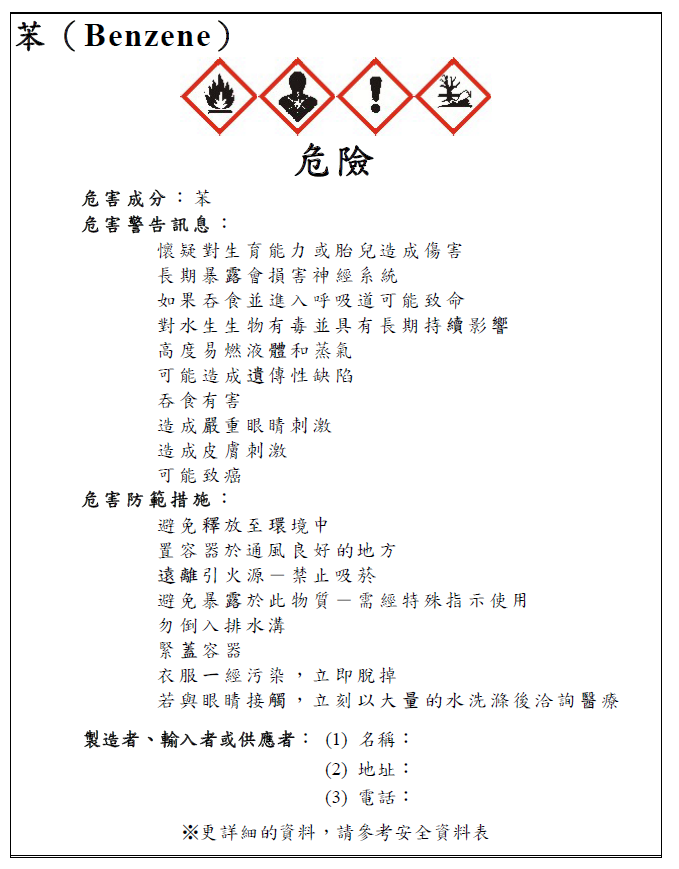 苯（Benzene）
危險
危害成分：苯
危害警告訊息：
懷疑對生育能力或胎兒造成傷害
長期暴露會損害神經系統
如果吞食並進入呼吸道可能致命
對水生生物有毒並具有長期持續影響
高度易燃液體和蒸氣
可能造成遺傳性缺陷
吞食有害
造成嚴重眼睛刺激
造成皮膚刺激
可能致癌
危害防範措施：
避免釋放至環境中
置容器於通風良好的地方
遠離引火源－禁止吸菸
避免暴露於此物質－需經特殊指示使用
勿倒入排水溝
緊蓋容器
衣服一經污染，立即脫掉
若與眼睛接觸，立刻以大量的水洗滌後洽詢醫療
製造者、輸入者或供應者：(1) 名稱：
(2) 地址：
(3) 電話：
※更詳細的資料，請參考安全資料表